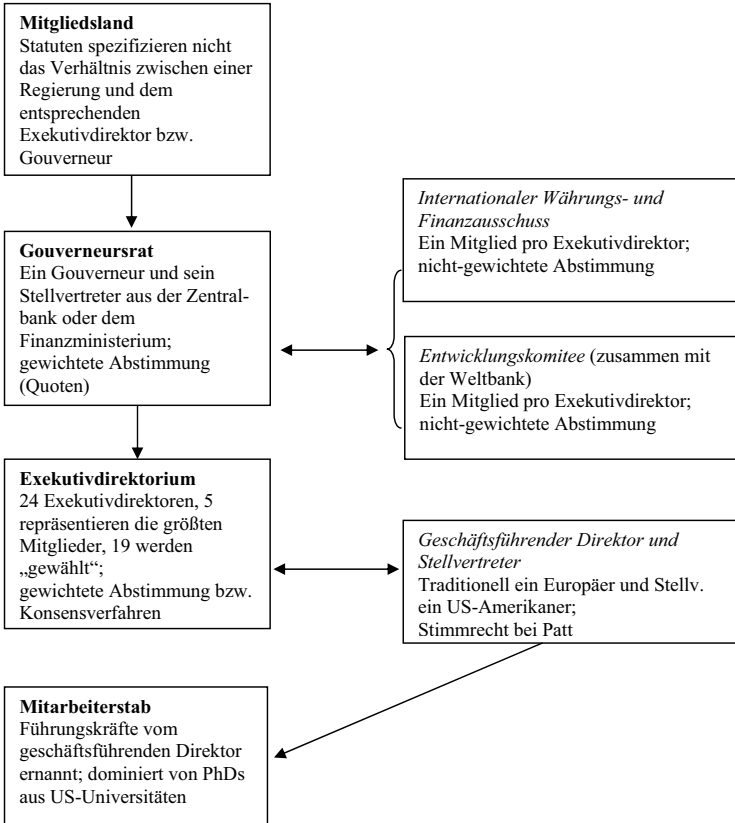 Mitgliedsland
Statuten spezifizieren nicht
das Verhältnis zwischen einer
Regierung und dem
entsprechenden
Exekutivdirektor bzw.
Gouverneur
Internationaler Währungs- und
Finanzausschuss
Ein Mitglied pro Exekutivdirektor;
nicht-gewichtete Abstimmung
Gouverneursrat
Ein Gouverneur und sein
Stellvertreter aus der Zentral-
bank oder dem
Finanzministerium;
gewichtete Abstimmung
(Quoten)
Entwicklungskomitee (zusammen mit
der Weltbank)
Ein Mitglied pro Exekutivdirektor;
nicht-gewichtete Abstimmung
Exekutivdirektorium
24 Exekutivdirektoren, 5
repräsentieren die größten
Mitglieder, 19 werden
„gewählt“;
gewichtete Abstimmung bzw.
Konsensverfahren
Geschäftsführender Direktor und
Stellvertreter
Traditionell ein Europäer und Stellv.
ein US-Amerikaner;
Stimmrecht bei Patt
Mitarbeiterstab
Führungskräfte vom
geschäftsführenden Direktor
ernannt; dominiert von PhDs
aus US-Universitäten